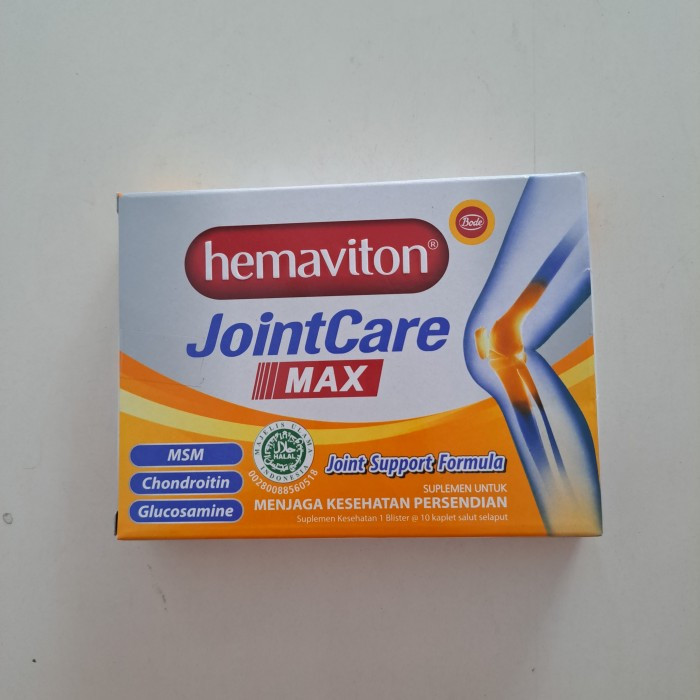 Bode
hemaviton®
JointCare
MAX
MSM
Chondroitin
Glucosamine
MAJELIS ULAMA
HALAL
INDONESIA
00280088560518
Joint Support Formula
SUPLEMEN UNTUK
MENJAGA KESEHATAN PERSENDIAN
Suplemen Kesehatan 1 Blister @ 10 kaplet salut selaput